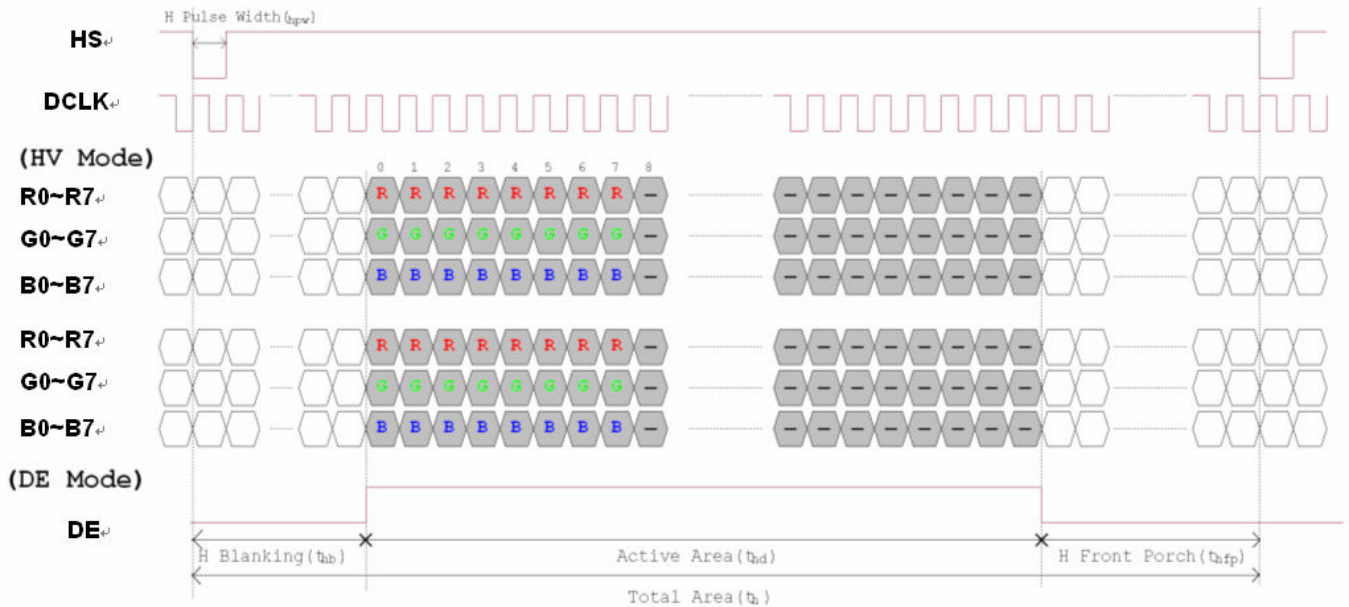 H Pulse Width(thpw)
HS
DCLK
(HV Mode)
0 1 2 3 4 5 6 7 8
R0~R7 R R R R R R R R
G0~G7 G G G G G G G G
B0~B7 B B B B B B B B
R0~R7 R R R R R R R R
G0~G7 G G G G G G G G
B0~B7 B B B B B B B B
(DE Mode)
DE
H Blanking(thb) Active Area(thd) H Front Porch(thfp)
Total Area(th)